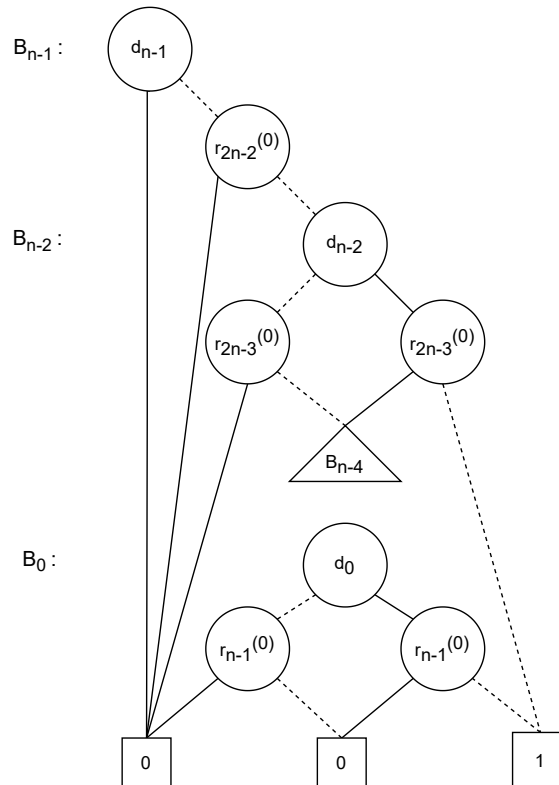 B_{n-1} : d_{n-1}
r_{2n-2}^{(0)}
B_{n-2} : d_{n-2}
r_{2n-3}^{(0)} r_{2n-3}^{(0)}
B_{n-4}
B_0 : d_0
r_{n-1}^{(0)} r_{n-1}^{(0)}
0 0 1